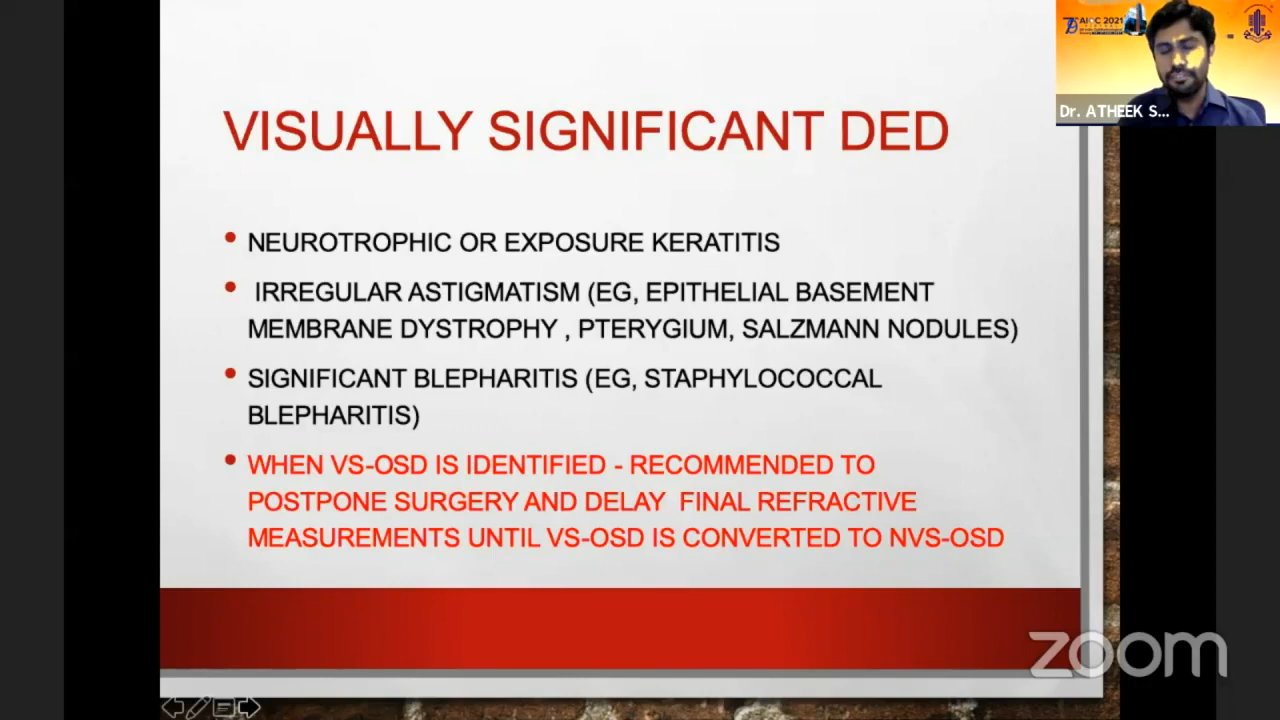 AIOC 2021
Dr. ATHEEK S...
VISUALLY SIGNIFICANT DED
• NEUROTROPHIC OR EXPOSURE KERATITIS
• IRREGULAR ASTIGMATISM (EG, EPITHELIAL BASEMENT
MEMBRANE DYSTROPHY , PTERYGIUM, SALZMANN NODULES)
• SIGNIFICANT BLEPHARITIS (EG, STAPHYLOCOCCAL
BLEPHARITIS)
• WHEN VS-OSD IS IDENTIFIED - RECOMMENDED TO
POSTPONE SURGERY AND DELAY FINAL REFRACTIVE
MEASUREMENTS UNTIL VS-OSD IS CONVERTED TO NVS-OSD
zoom